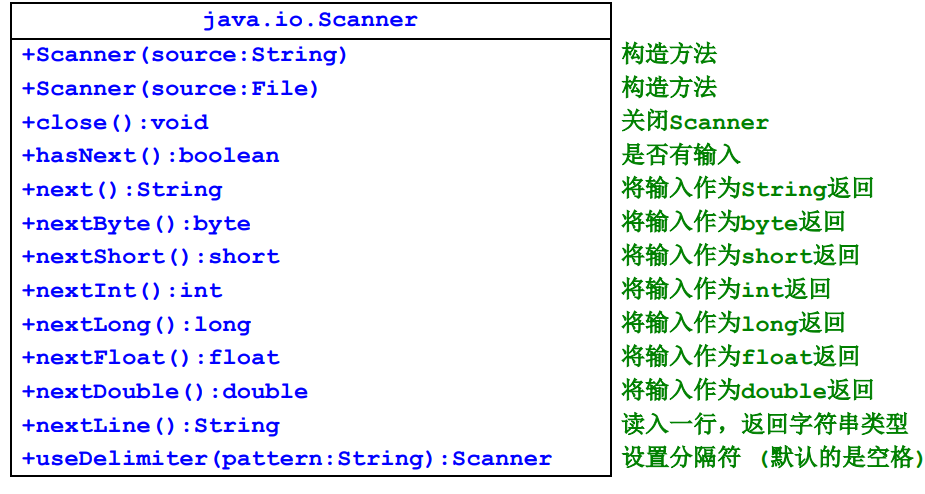 java.io.Scanner
+Scanner(source:String) 构造方法
+Scanner(source:File) 构造方法
+close():void 关闭Scanner
+hasNext():boolean 是否有输入
+next():String 将输入作为String返回
+nextByte():byte 将输入作为byte返回
+nextShort():short 将输入作为short返回
+nextInt():int 将输入作为int返回
+nextLong():long 将输入作为long返回
+nextFloat():float 将输入作为float返回
+nextDouble():double 将输入作为double返回
+nextLine():String 读入一行，返回字符串类型
+useDelimiter(pattern:String):Scanner 设置分隔符 (默认的是空格)